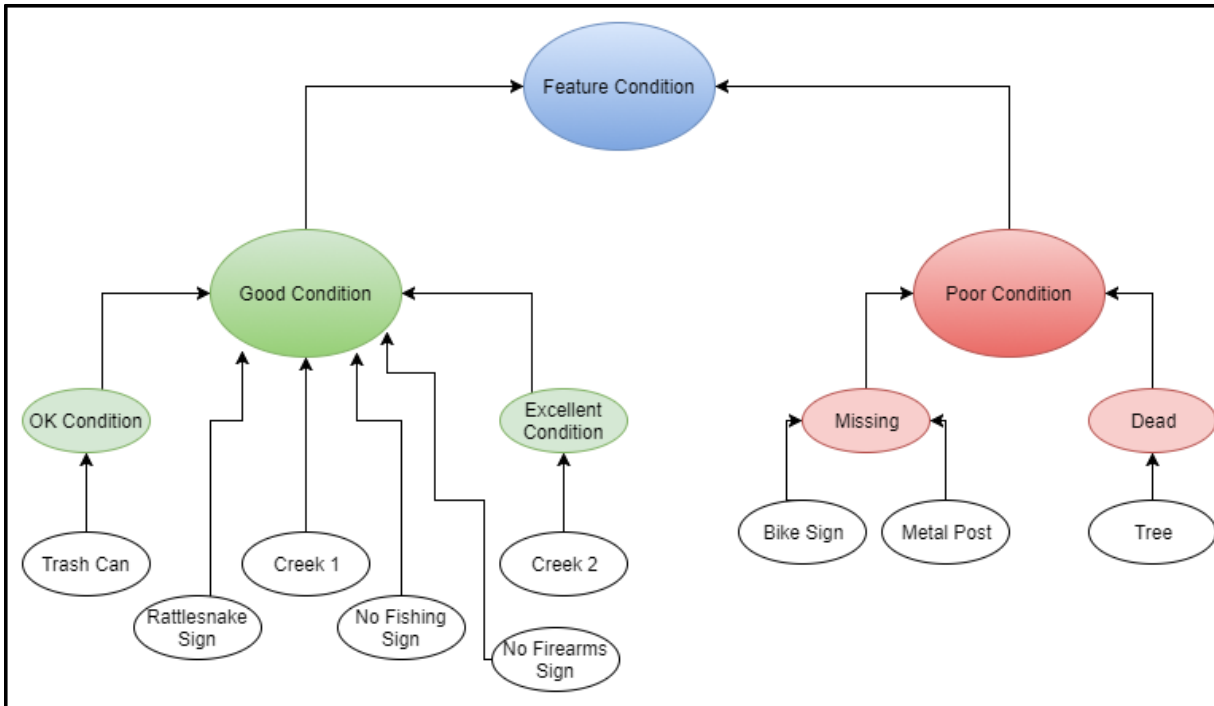 Feature Condition
Good Condition
Poor Condition
OK Condition
Excellent
Condition
Missing
Dead
Trash Can
Creek 1
Creek 2
Bike Sign
Metal Post
Tree
Rattlesnake
Sign
No Fishing
Sign
No Firearms
Sign